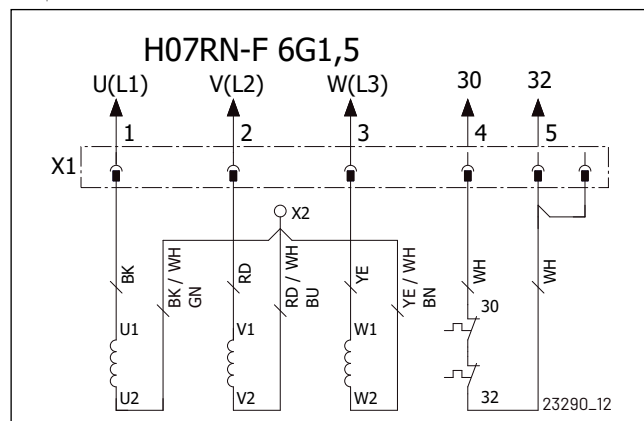 H07RN-F 6G1,5
U(L1) V(L2) W(L3) 30 32
1 2 3 4 5
X1
X2
BK
BK / WH
GN
RD
RD / WH
BU
YE
YE / WH
BN
WH
WH
30
U1 V1 W1
U2 V2 W2 32
23290_12